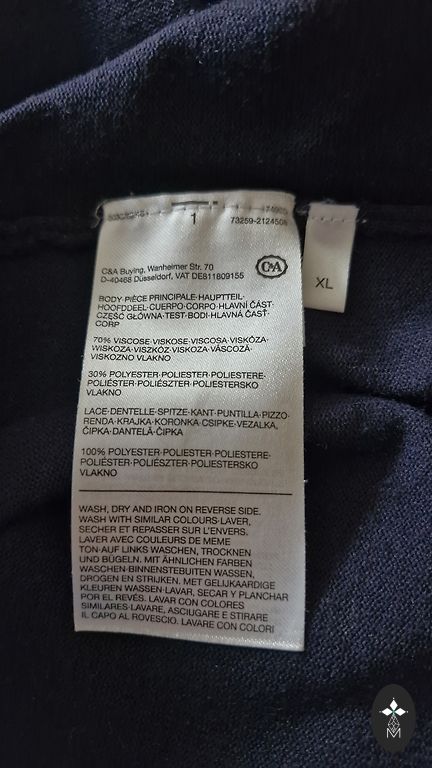 1
73259-2124508
C&A Buying, Wanheimer Str. 70
D-40468 Düsseldorf, VAT DE811809155
C&A
XL
BODY·PIÈCE PRINCIPALE·HAUPTTEIL·
HOOFDDEEL·CUERPO·CORPO·HLAVNÍ ČÁST·
CZĘŚĆ GŁÓWNA·TEST·BODI·HLAVNÁ ČASŤ·
CORP
70% VISCOSE·VISKOSE·VISCOSA·VISKÓZA·
WISKOZA·VISZKÓZ·VISKOZA·VÁSCOZĂ·
VISKOZNO VLAKNO
30% POLYESTER·POLIESTER·POLIESTERE·
POLIÉSTER·POLIÉSZTER·POLIESTERSKO
VLAKNO
LACE·DENTELLE·SPITZE·KANT·PUNTILLA·PIZZO·
RENDA·KRAJKA·KORONKA·CSIPKE·VEZALKA,
ČIPKA·DANTELĂ·ČIPKA
100% POLYESTER·POLIESTER·POLIESTERE·
POLIÉSTER·POLIÉSZTER·POLIESTERSKO
VLAKNO
WASH, DRY AND IRON ON REVERSE SIDE.
WASH WITH SIMILAR COLOURS·LAVER,
SECHER ET REPASSER SUR L'ENVERS.
LAVER AVEC COULEURS DE MEME
TON·AUF LINKS WASCHEN, TROCKNEN
UND BÜGELN. MIT ÄHNLICHEN FARBEN
WASCHEN·BINNENSTEBUITEN WASSEN,
DROGEN EN STRIJKEN. MET GELIJKAARDIGE
KLEUREN WASSEN·LAVAR, SECAR Y PLANCHAR
POR EL REVÉS. LAVAR CON COLORES
SIMILARES·LAVARE, ASCIUGARE E STIRARE
IL CAPO AL ROVESCIO. LAVARE CON COLORI
M